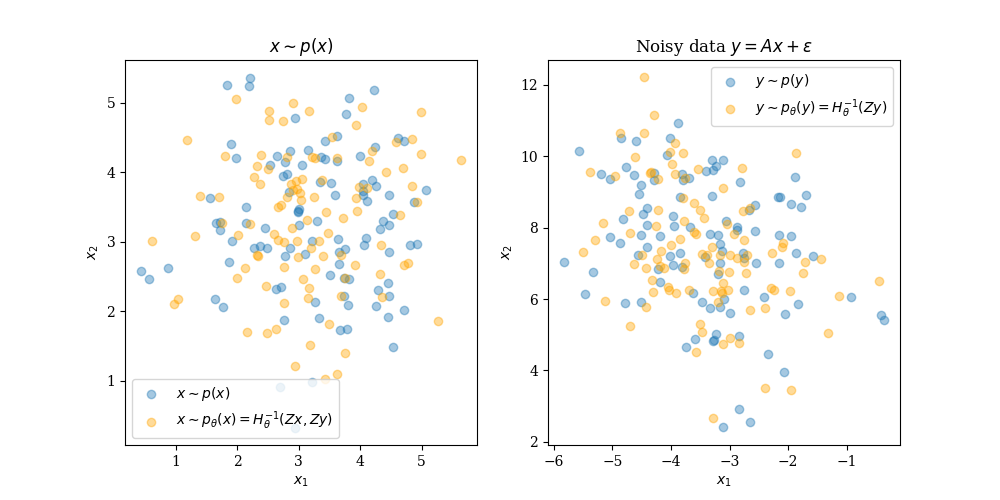 x ~ p(x)
5
4
3
2
1
x₂
x ~ p(x)
x ~ p_θ(x) = H_θ^{-1}(Zx, Zy)
1 2 3 4 5
x₁
Noisy data y = Ax + ε
12
10
8
6
4
2
x₂
y ~ p(y)
y ~ p_θ(y) = H_θ^{-1}(Zy)
−6 −5 −4 −3 −2 −1
x₁